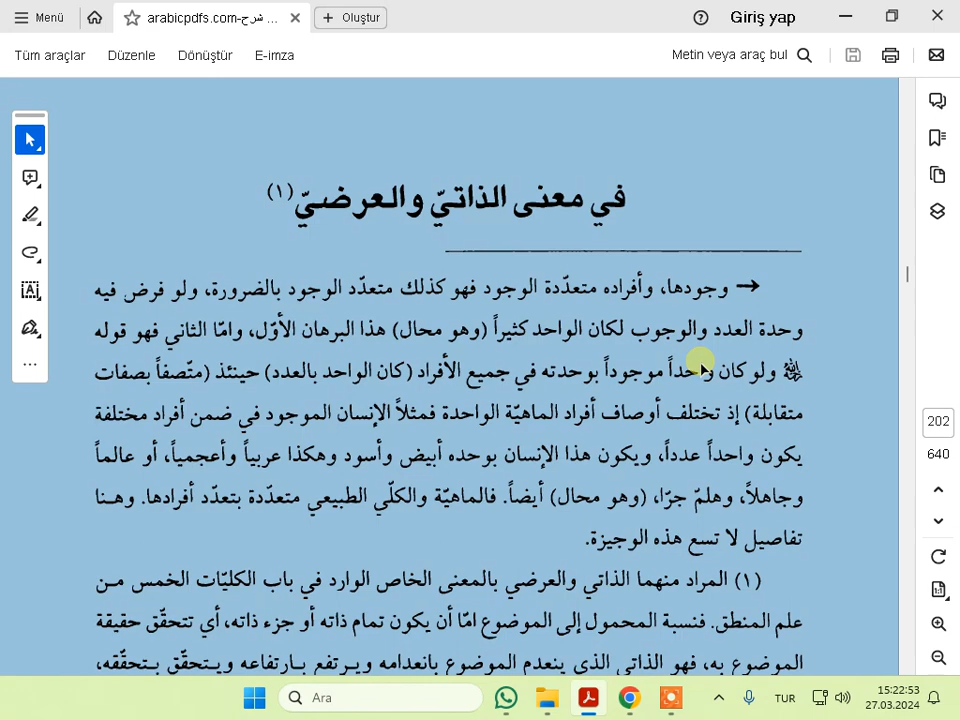 Menü
arabicpdfs.com-شرح ...
Oluştur
Giriş yap
Tüm araçlar
Düzenle
Dönüştür
E-imza
Metin veya araç bul
في معنى الذاتيّ والعرضيّ(١)
← وجودها، وأفراده متعدّدة الوجود فهو كذلك متعدّد الوجود بالضرورة، ولو فرض فيه
وحدة العدد والوجوب لكان الواحد كثيراً (وهو محال) هذا البرهان الأوّل، وامّا الثاني فهو قوله
ولو كان واحداً موجوداً بوحدته في جميع الأفراد (كان الواحد بالعدد) حينئذ (متّصفاً بصفات
متقابلة) إذ تختلف أوصاف أفراد الماهيّة الواحدة فمثلاً الإنسان الموجود في ضمن أفراد مختلفة
يكون واحداً عدداً، ويكون هذا الإنسان بوحده أبيض وأسود وهكذا عربياً وأعجمياً، أو عالماً
وجاهلاً، وهلمّ جرّا، (وهو محال) أيضاً. فالماهيّة والكلّي الطبيعي متعدّدة بتعدّد أفرادها. وهنا
تفاصيل لا تسع هذه الوجيزة.
(١) المراد منهما الذاتي والعرضي بالمعنى الخاص الوارد في باب الكليّات الخمس من
علم المنطق. فنسبة المحمول إلى الموضوع امّا أن يكون تمام ذاته أو جزء ذاته، أي تتحقّق حقيقة
الموضوع به، فهو الذاتي الذي ينعدم الموضوع بانعدامه ويرتفع بارتفاعه ويتحقّق بتحقّقه،
202
640
Ara
TUR
15:22:53
27.03.2024